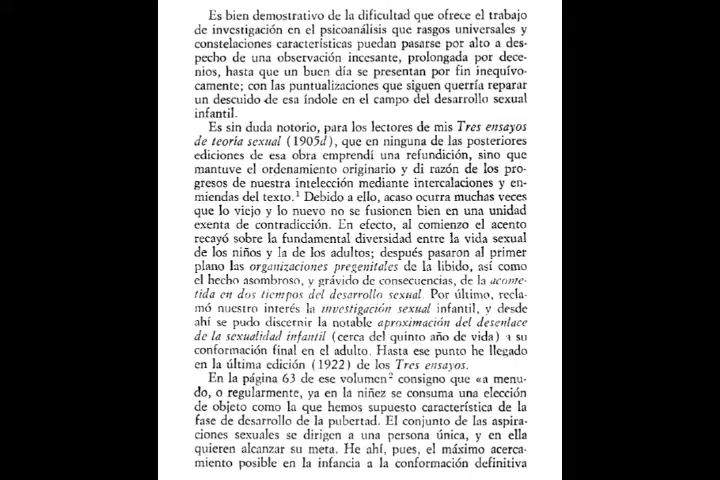 Es bien demostrativo de la dificultad que ofrece el trabajo
de investigación en el psicoanálisis que rasgos universales y
constelaciones características puedan pasarse por alto a des-
pecho de una observación incesante, prolongada por dece-
nios, hasta que un buen día se presentan por fin inequívo-
camente; con las puntualizaciones que siguen querría reparar
un descuido de esa índole en el campo del desarrollo sexual
infantil.
Es sin duda notorio, para los lectores de mis Tres ensayos
de teoría sexual (1905d), que en ninguna de las posteriores
ediciones de esa obra emprendí una refundición, sino que
mantuve el ordenamiento originario y di razón de los pro-
gresos de nuestra intelección mediante intercalaciones y en-
miendas del texto.¹ Debido a ello, acaso ocurra muchas veces
que lo viejo y lo nuevo no se fusionen bien en una unidad
exenta de contradicción. En efecto, al comienzo el acento
recayó sobre la fundamental diversidad entre la vida sexual
de los niños y la de los adultos; después pasaron al primer
plano las organizaciones pregenitales de la libido, así como
el hecho asombroso, y grávido de consecuencias, de la acome-
tida en dos tiempos del desarrollo sexual. Por último, recla-
mó nuestro interés la investigación sexual infantil, y desde
ahí se pudo discernir la notable aproximación del desenlace
de la sexualidad infantil (cerca del quinto año de vida) a su
conformación final en el adulto. Hasta ese punto he llegado
en la última edición (1922) de los Tres ensayos.
En la página 63 de ese volumen² consigno que «a menu-
do, o regularmente, ya en la niñez se consuma una elección
de objeto como la que hemos supuesto característica de la
fase de desarrollo de la pubertad. El conjunto de las aspira-
ciones sexuales se dirigen a una persona única, y en ella
quieren alcanzar su meta. He ahí, pues, el máximo acerca-
miento posible en la infancia a la conformación definitiva